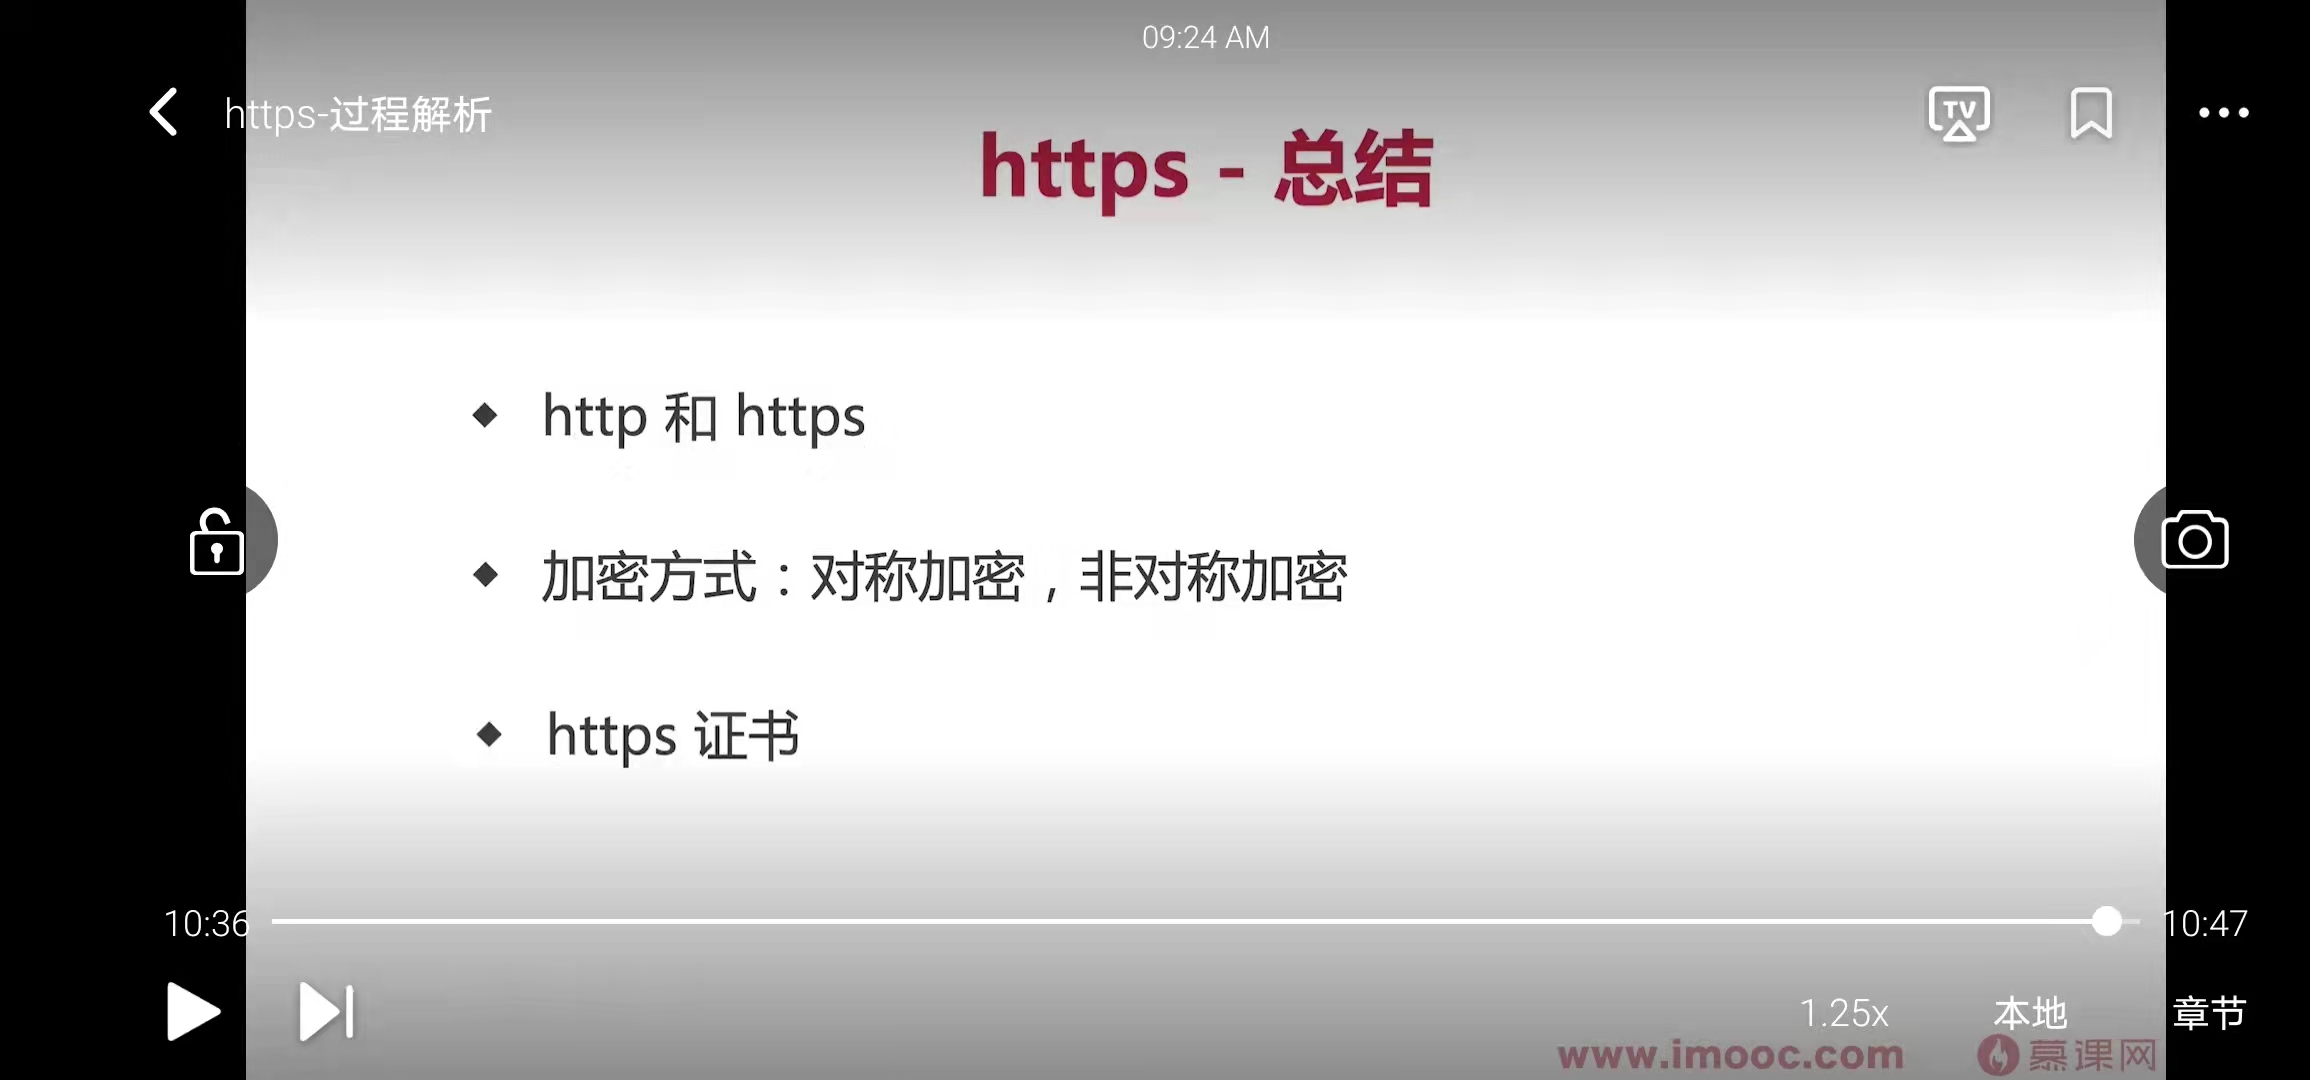 09:24 AM
https-过程解析
TV
https - 总结
http 和 https
加密方式：对称加密，非对称加密
https 证书
10:36
10:47
1.25x
本地
章节
www.imooc.com
慕课网